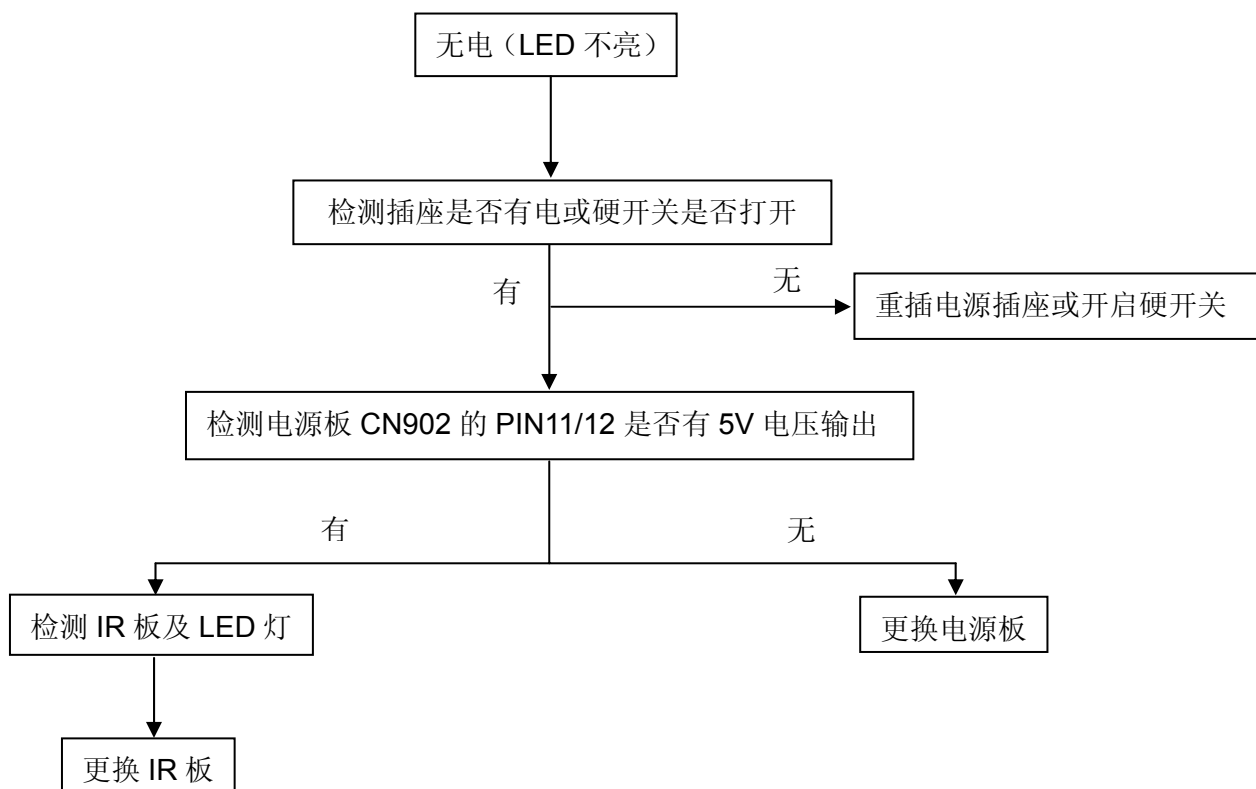 无电（LED 不亮）
检测插座是否有电或硬开关是否打开
有
无
重插电源插座或开启硬开关
检测电源板 CN902 的 PIN11/12 是否有 5V 电压输出
有
无
检测 IR 板及 LED 灯
更换电源板
更换 IR 板